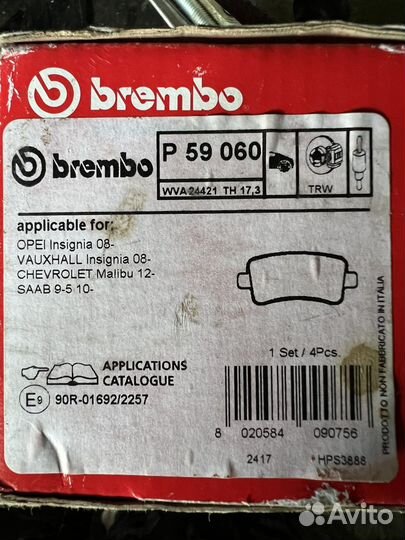 brembo
brembo
P 59 060
WVA 24421 TH 17,3
TRW
applicable for:
OPEl Insignia 08-
VAUXHALL Insignia 08-
CHEVROLET Malibu 12-
SAAB 9-5 10-
1 Set / 4Pcs.
APPLICATIONS
CATALOGUE
E9 90R-01692/2257
8 020584 090756
2417 *HPS3888
PRODOTTO NON FABBRICATO IN ITALIA
Avito